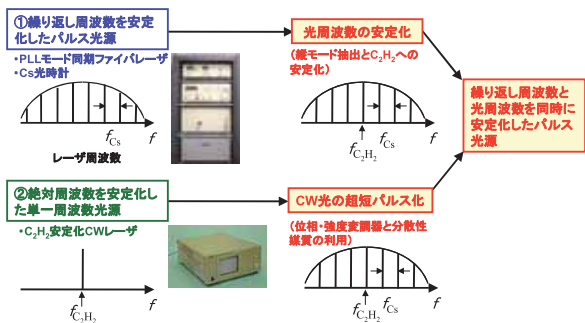 ①繰り返し周波数を安定
化したパルス光源
・PLLモード同期ファイバレーザ
・Cs光時計
fCs
f
レーザ周波数
光周波数の安定化
(縦モード抽出とC2H2への
安定化)
fCs
f
fC2H2
繰り返し周波数と
光周波数を同時に
安定化したパルス
光源
②絶対周波数を安定化し
た単一周波数光源
・C2H2安定化CWレーザ
f
fC2H2
CW光の超短パルス化
(位相・強度変調器と分散性
媒質の利用)
fCs
f
fC2H2